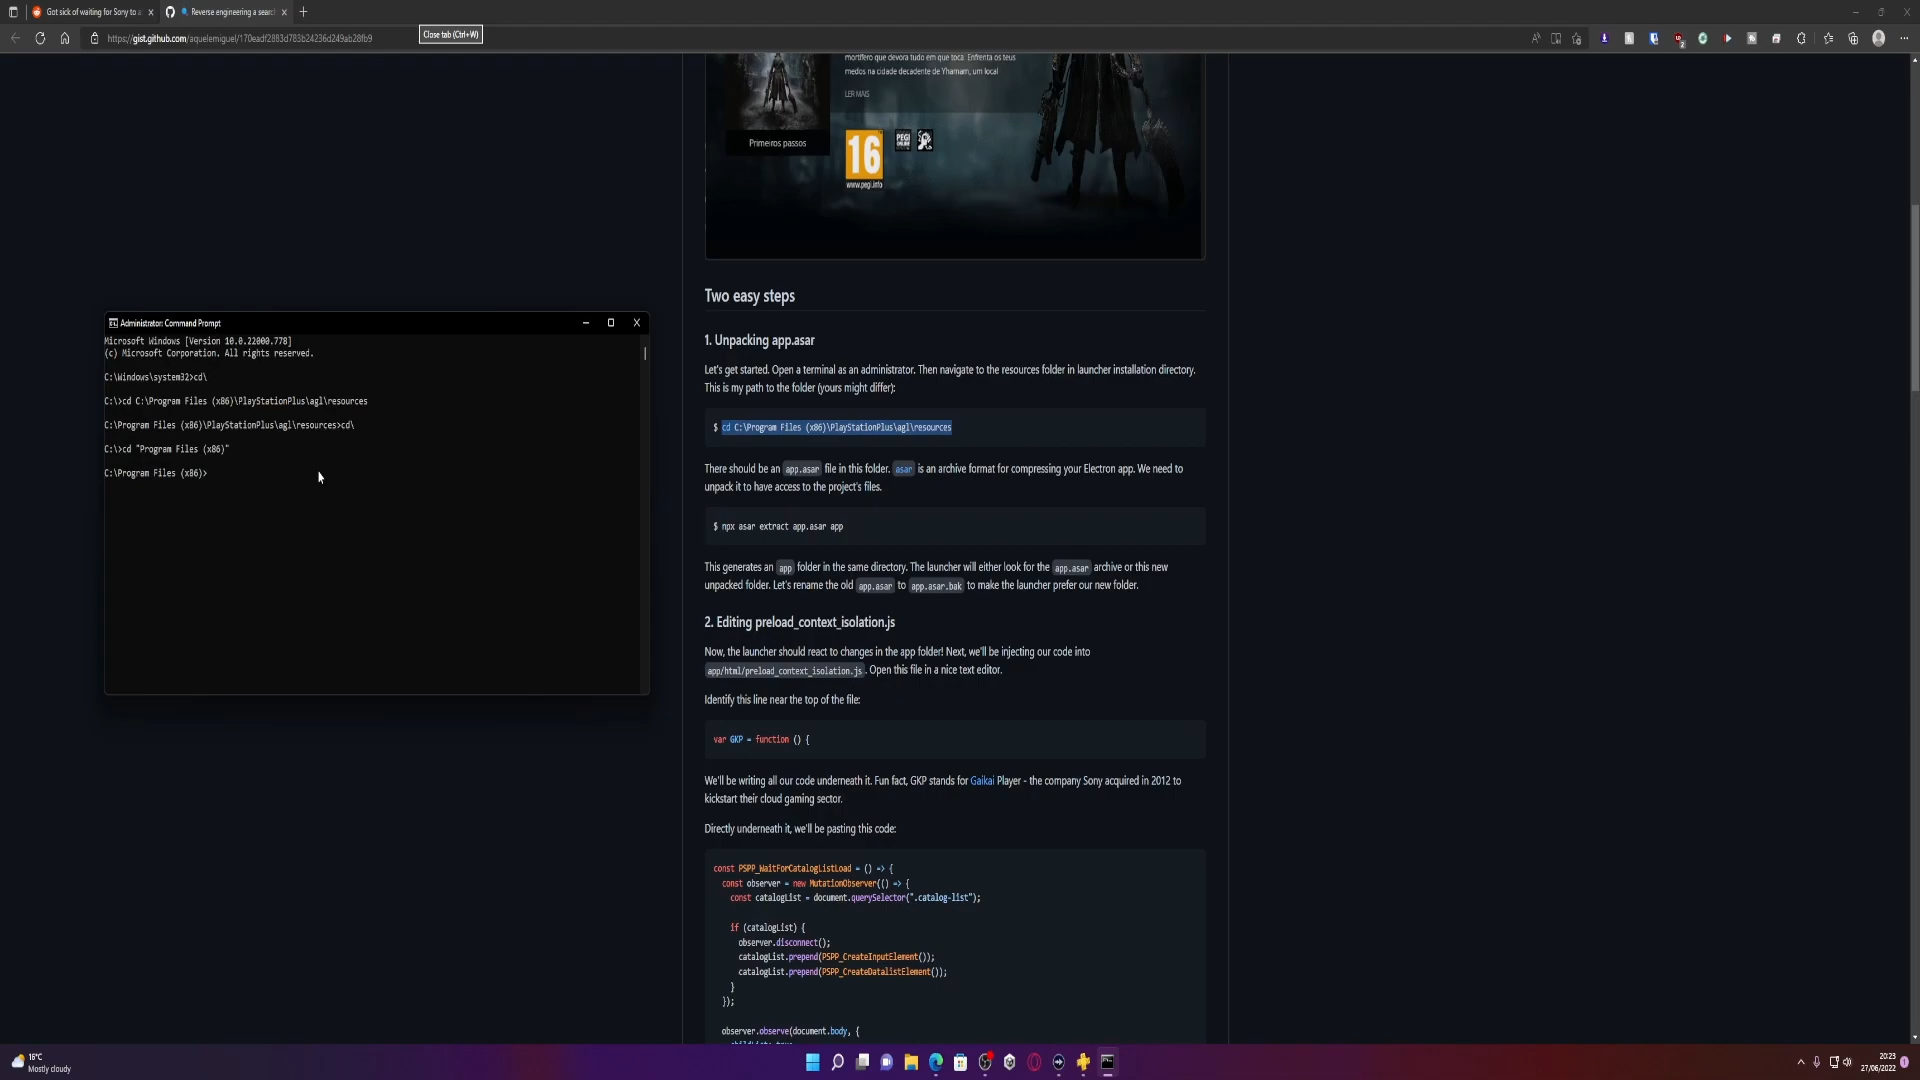 Got sick of waiting for Sony to a
Reverse engineering a searc
https://gist.github.com/aquelemiguel/170eadf2883d783b24236d249ab28fb9
Close tab (Ctrl+W)
mortífero que devora tudo em que toca. Enfrenta os teus
medos na cidade decadente de Yharnam, um local
LER MAIS
Primeiros passos
16
www.pegi.info
PEGI
ONLINE
Two easy steps
1. Unpacking app.asar
Let's get started. Open a terminal as an administrator. Then navigate to the resources folder in launcher installation directory.
This is my path to the folder (yours might differ):
$ cd C:\Program Files (x86)\PlayStationPlus\agl\resources
There should be an app.asar file in this folder. asar is an archive format for compressing your Electron app. We need to
unpack it to have access to the project's files.
$ npx asar extract app.asar app
This generates an app folder in the same directory. The launcher will either look for the app.asar archive or this new
unpacked folder. Let's rename the old app.asar to app.asar.bak to make the launcher prefer our new folder.
2. Editing preload_context_isolation.js
Now, the launcher should react to changes in the app folder! Next, we'll be injecting our code into
app/html/preload_context_isolation.js . Open this file in a nice text editor.
Identify this line near the top of the file:
var GKP = function () {
We'll be writing all our code underneath it. Fun fact, GKP stands for Gaikai Player - the company Sony acquired in 2012 to
kickstart their cloud gaming sector.
Directly underneath it, we'll be pasting this code:
const PSPP_WaitForCatalogListLoad = () => {
const observer = new MutationObserver(() => {
const catalogList = document.querySelector(".catalog-list");
if (catalogList) {
observer.disconnect();
catalogList.prepend(PSPP_CreateInputElement());
catalogList.prepend(PSPP_CreateDatalistElement());
}
});
observer.observe(document.body, {
Administrator: Command Prompt
Microsoft Windows [Version 10.0.22000.778]
(c) Microsoft Corporation. All rights reserved.
C:\Windows\system32>cd\
C:\>cd C:\Program Files (x86)\PlayStationPlus\agl\resources
C:\Program Files (x86)\PlayStationPlus\agl\resources>cd\
C:\>cd "Program Files (x86)"
C:\Program Files (x86)>
16°C
Mostly cloudy
20:23
27/06/2022
1